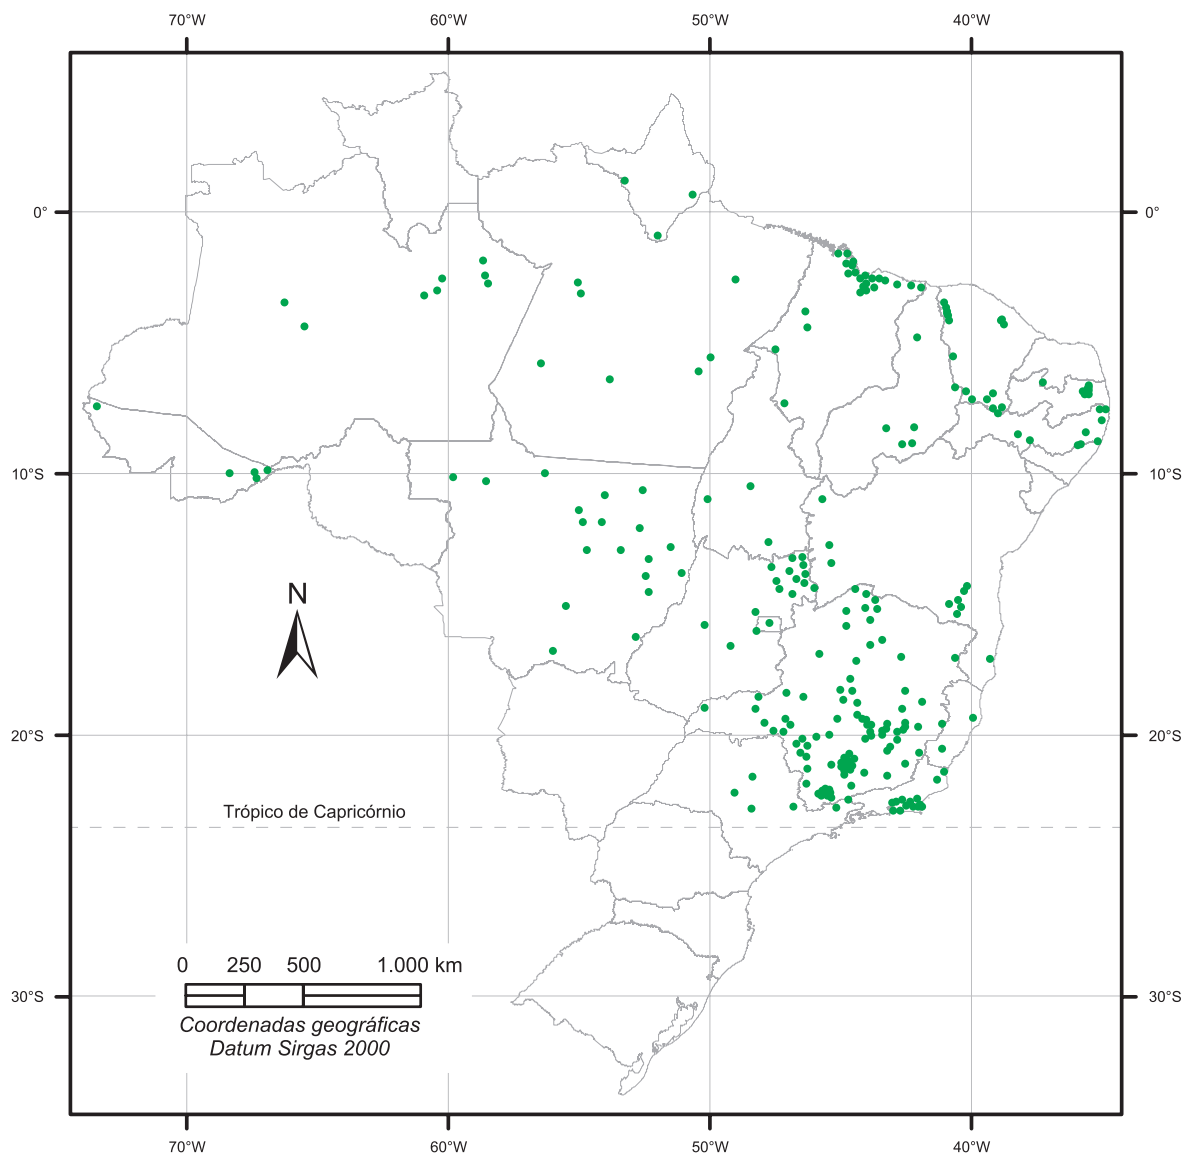 70°W 60°W 50°W 40°W
0° 0°
10°S 10°S
N
20°S 20°S
Trópico de Capricórnio
0 250 500 1.000 km
30°S 30°S
Coordenadas geográficas
Datum Sirgas 2000
70°W 60°W 50°W 40°W